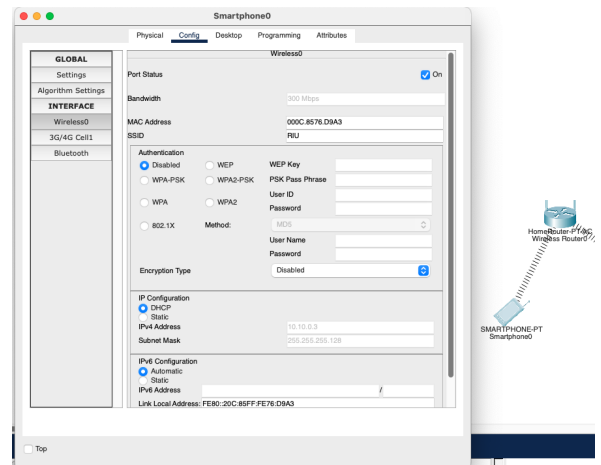 Smartphone0
Physical Config Desktop Programming Attributes
GLOBAL
Settings
Algorithm Settings
INTERFACE
Wireless0
3G/4G Cell1
Bluetooth
Wireless0
Port Status On
Bandwidth 300 Mbps
MAC Address 000C.8576.D9A3
SSID RIU
Authentication
Disabled WEP WEP Key
WPA-PSK WPA2-PSK PSK Pass Phrase
User ID
WPA WPA2 Password
802.1X Method: MD5
User Name
Password
Encryption Type Disabled
IP Configuration
DHCP
Static
IPv4 Address 10.10.0.3
Subnet Mask 255.255.255.128
IPv6 Configuration
Automatic
Static
IPv6 Address /
Link Local Address: FE80::20C:85FF:FE76:D9A3
Top
HomeRouter-PT-AC
Wireless Router0
SMARTPHONE-PT
Smartphone0